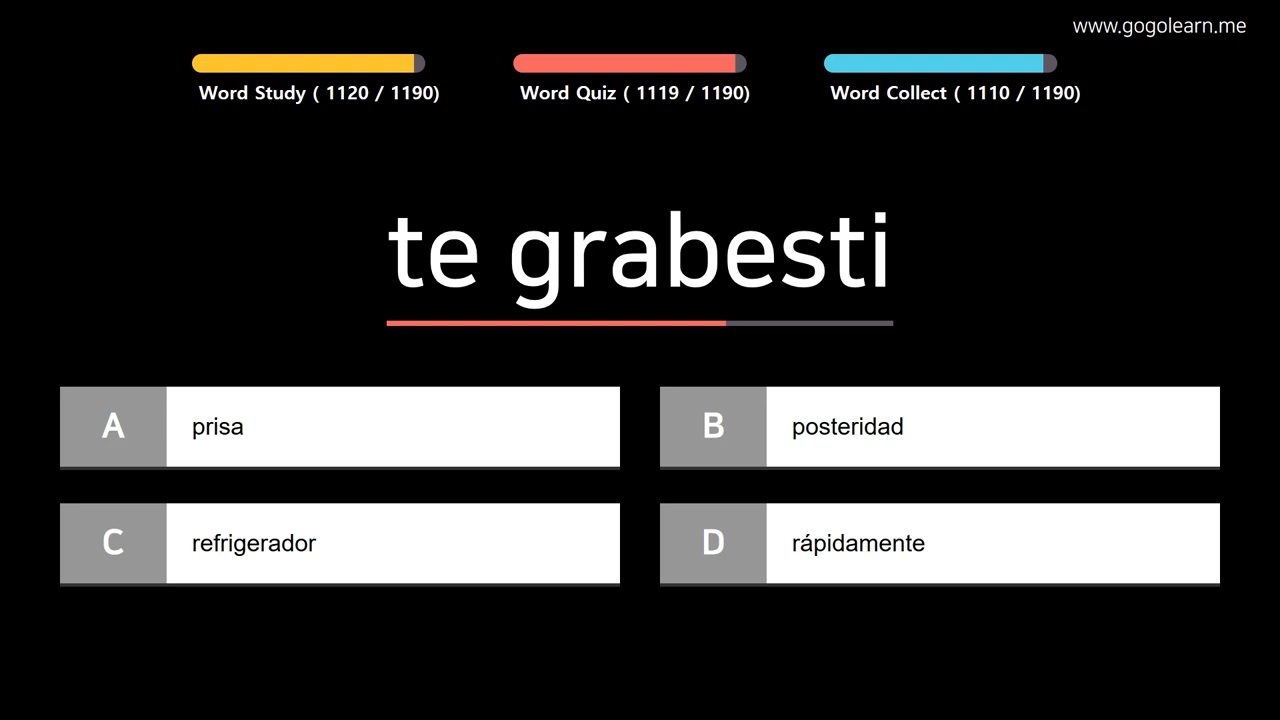 www.gogolearn.me
Word Study ( 1120 / 1190)
Word Quiz ( 1119 / 1190)
Word Collect ( 1110 / 1190)
te grabesti
A prisa
B posteridad
C refrigerador
D rápidamente